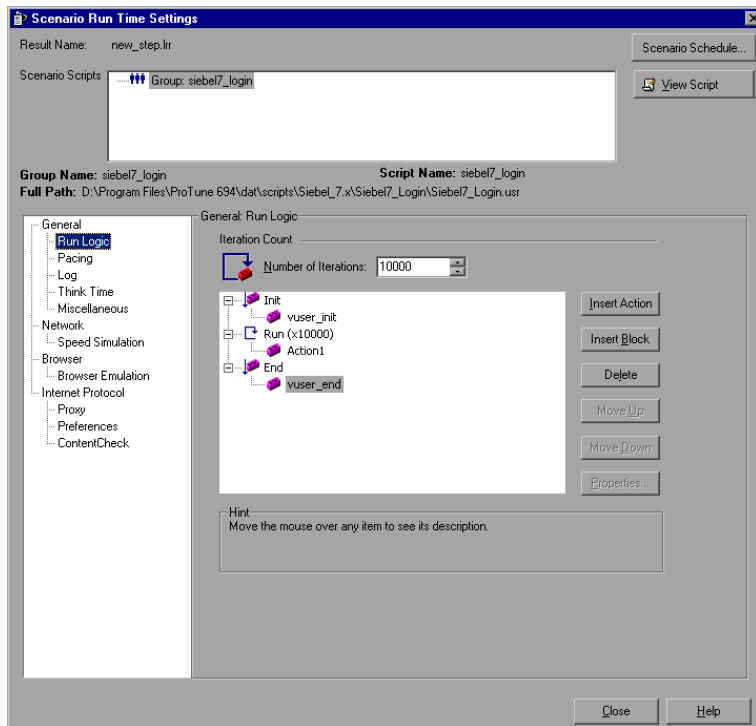 Scenario Run Time Settings
Result Name: new_step.lrr
Scenario Schedule...
Scenario Scripts
Group: siebel7_login
View Script
Group Name: siebel7_login Script Name: siebel7_login
Full Path: D:\Program Files\ProTune 694\dat\scripts\Siebel_7.x\Siebel7_Login\Siebel7_Login.usr
General
Run Logic
Pacing
Log
Think Time
Miscellaneous
Network
Speed Simulation
Browser
Browser Emulation
Internet Protocol
Proxy
Preferences
ContentCheck
General: Run Logic
Iteration Count
Number of Iterations: 10000
Init
vuser_init
Run (x10000)
Action1
End
vuser_end
Insert Action
Insert Block
Delete
Move Up
Move Down
Properties...
Hint
Move the mouse over any item to see its description.
Close
Help